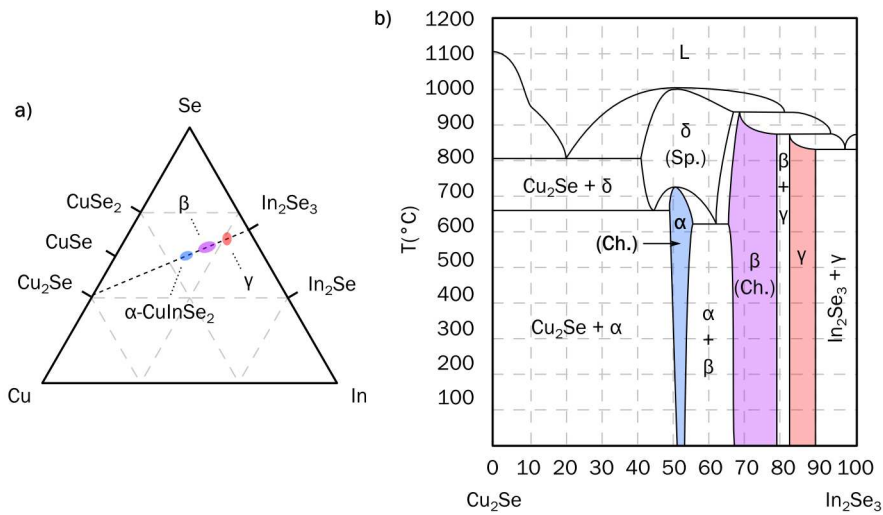 a)
Se
CuSe₂
CuSe
Cu₂Se
β
In₂Se₃
γ
In₂Se
α-CuInSe₂
Cu
In
b)
T(°C)
1200
1100
1000
900
800
700
600
500
400
300
200
100
L
δ
(Sp.)
Cu₂Se + δ
α
(Ch.)
β
(Ch.)
β
+
γ
γ
In₂Se₃ + γ
Cu₂Se + α
α
+
β
0 10 20 30 40 50 60 70 80 90 100
Cu₂Se
In₂Se₃